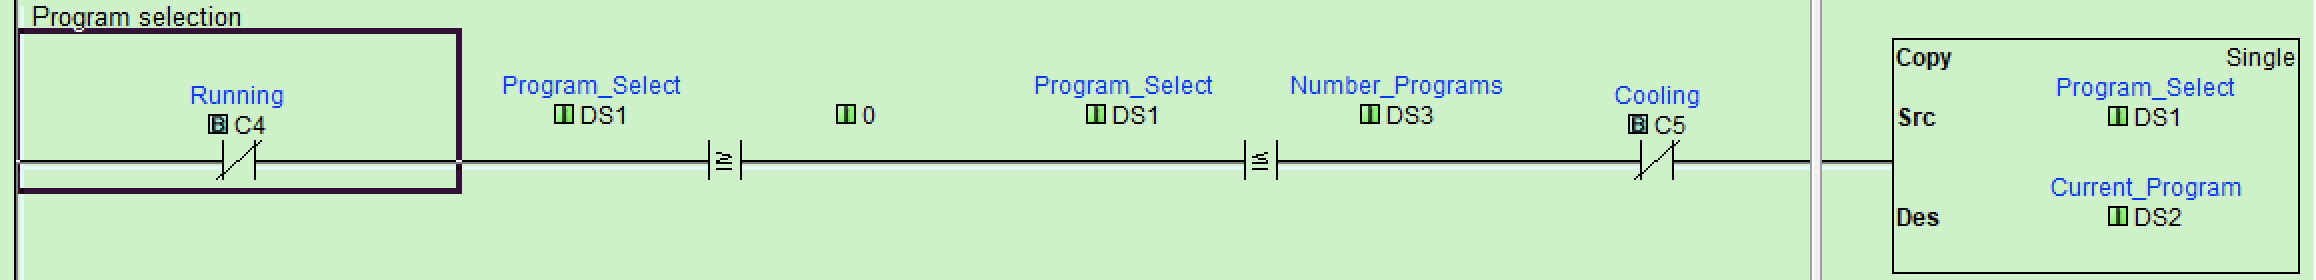 Program selection
Running
B C4
Program_Select
DS1
≥
0
Program_Select
DS1
≤
Number_Programs
DS3
Cooling
B C5
Copy Single
Src Program_Select
DS1
Des Current_Program
DS2